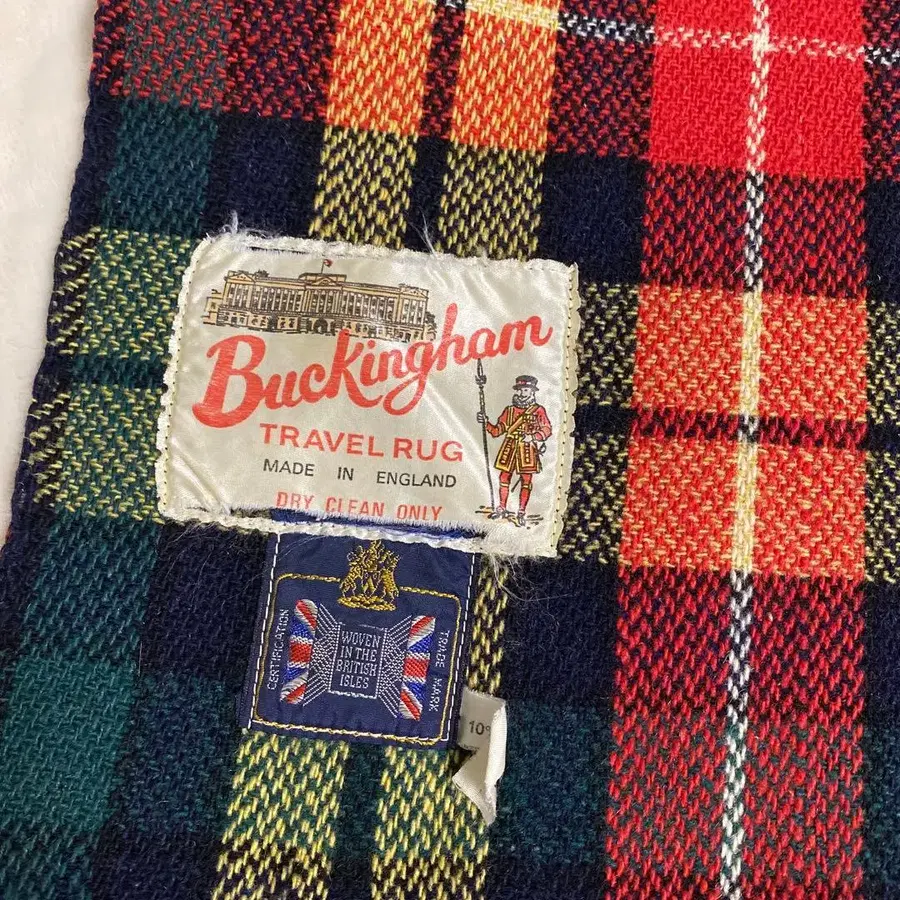 Buckingham
TRAVEL RUG
MADE IN ENGLAND
DRY CLEAN ONLY
CERTIFICATION
WOVEN
IN THE
BRITISH
ISLES
TRADE MARK